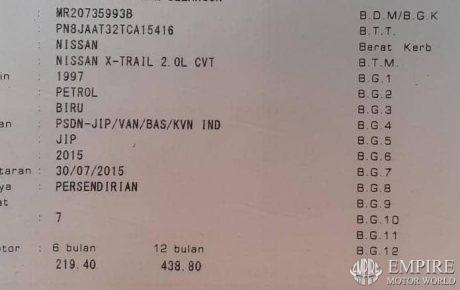 : MR20735993B B.D.M/B.G.K
: PN8JAAT32TCA15416 B.T.T.
: NISSAN Berat Kerb
: NISSAN X-TRAIL 2.0L CVT B.T.M.
in : 1997 B.G.1
: PETROL B.G.2
: BIRU B.G.3
an : PSDN-JIP/VAN/BAS/KVN IND B.G.4
: JIP B.G.5
: 2015 B.G.6
taran : 30/07/2015 B.G.7
ya : PERSENDIRIAN B.G.8
at B.G.9
: 7 B.G.10
B.G.11
otor : 6 bulan 12 bulan B.G.12
219.40 438.80
EMPIRE
MOTOR WORLD